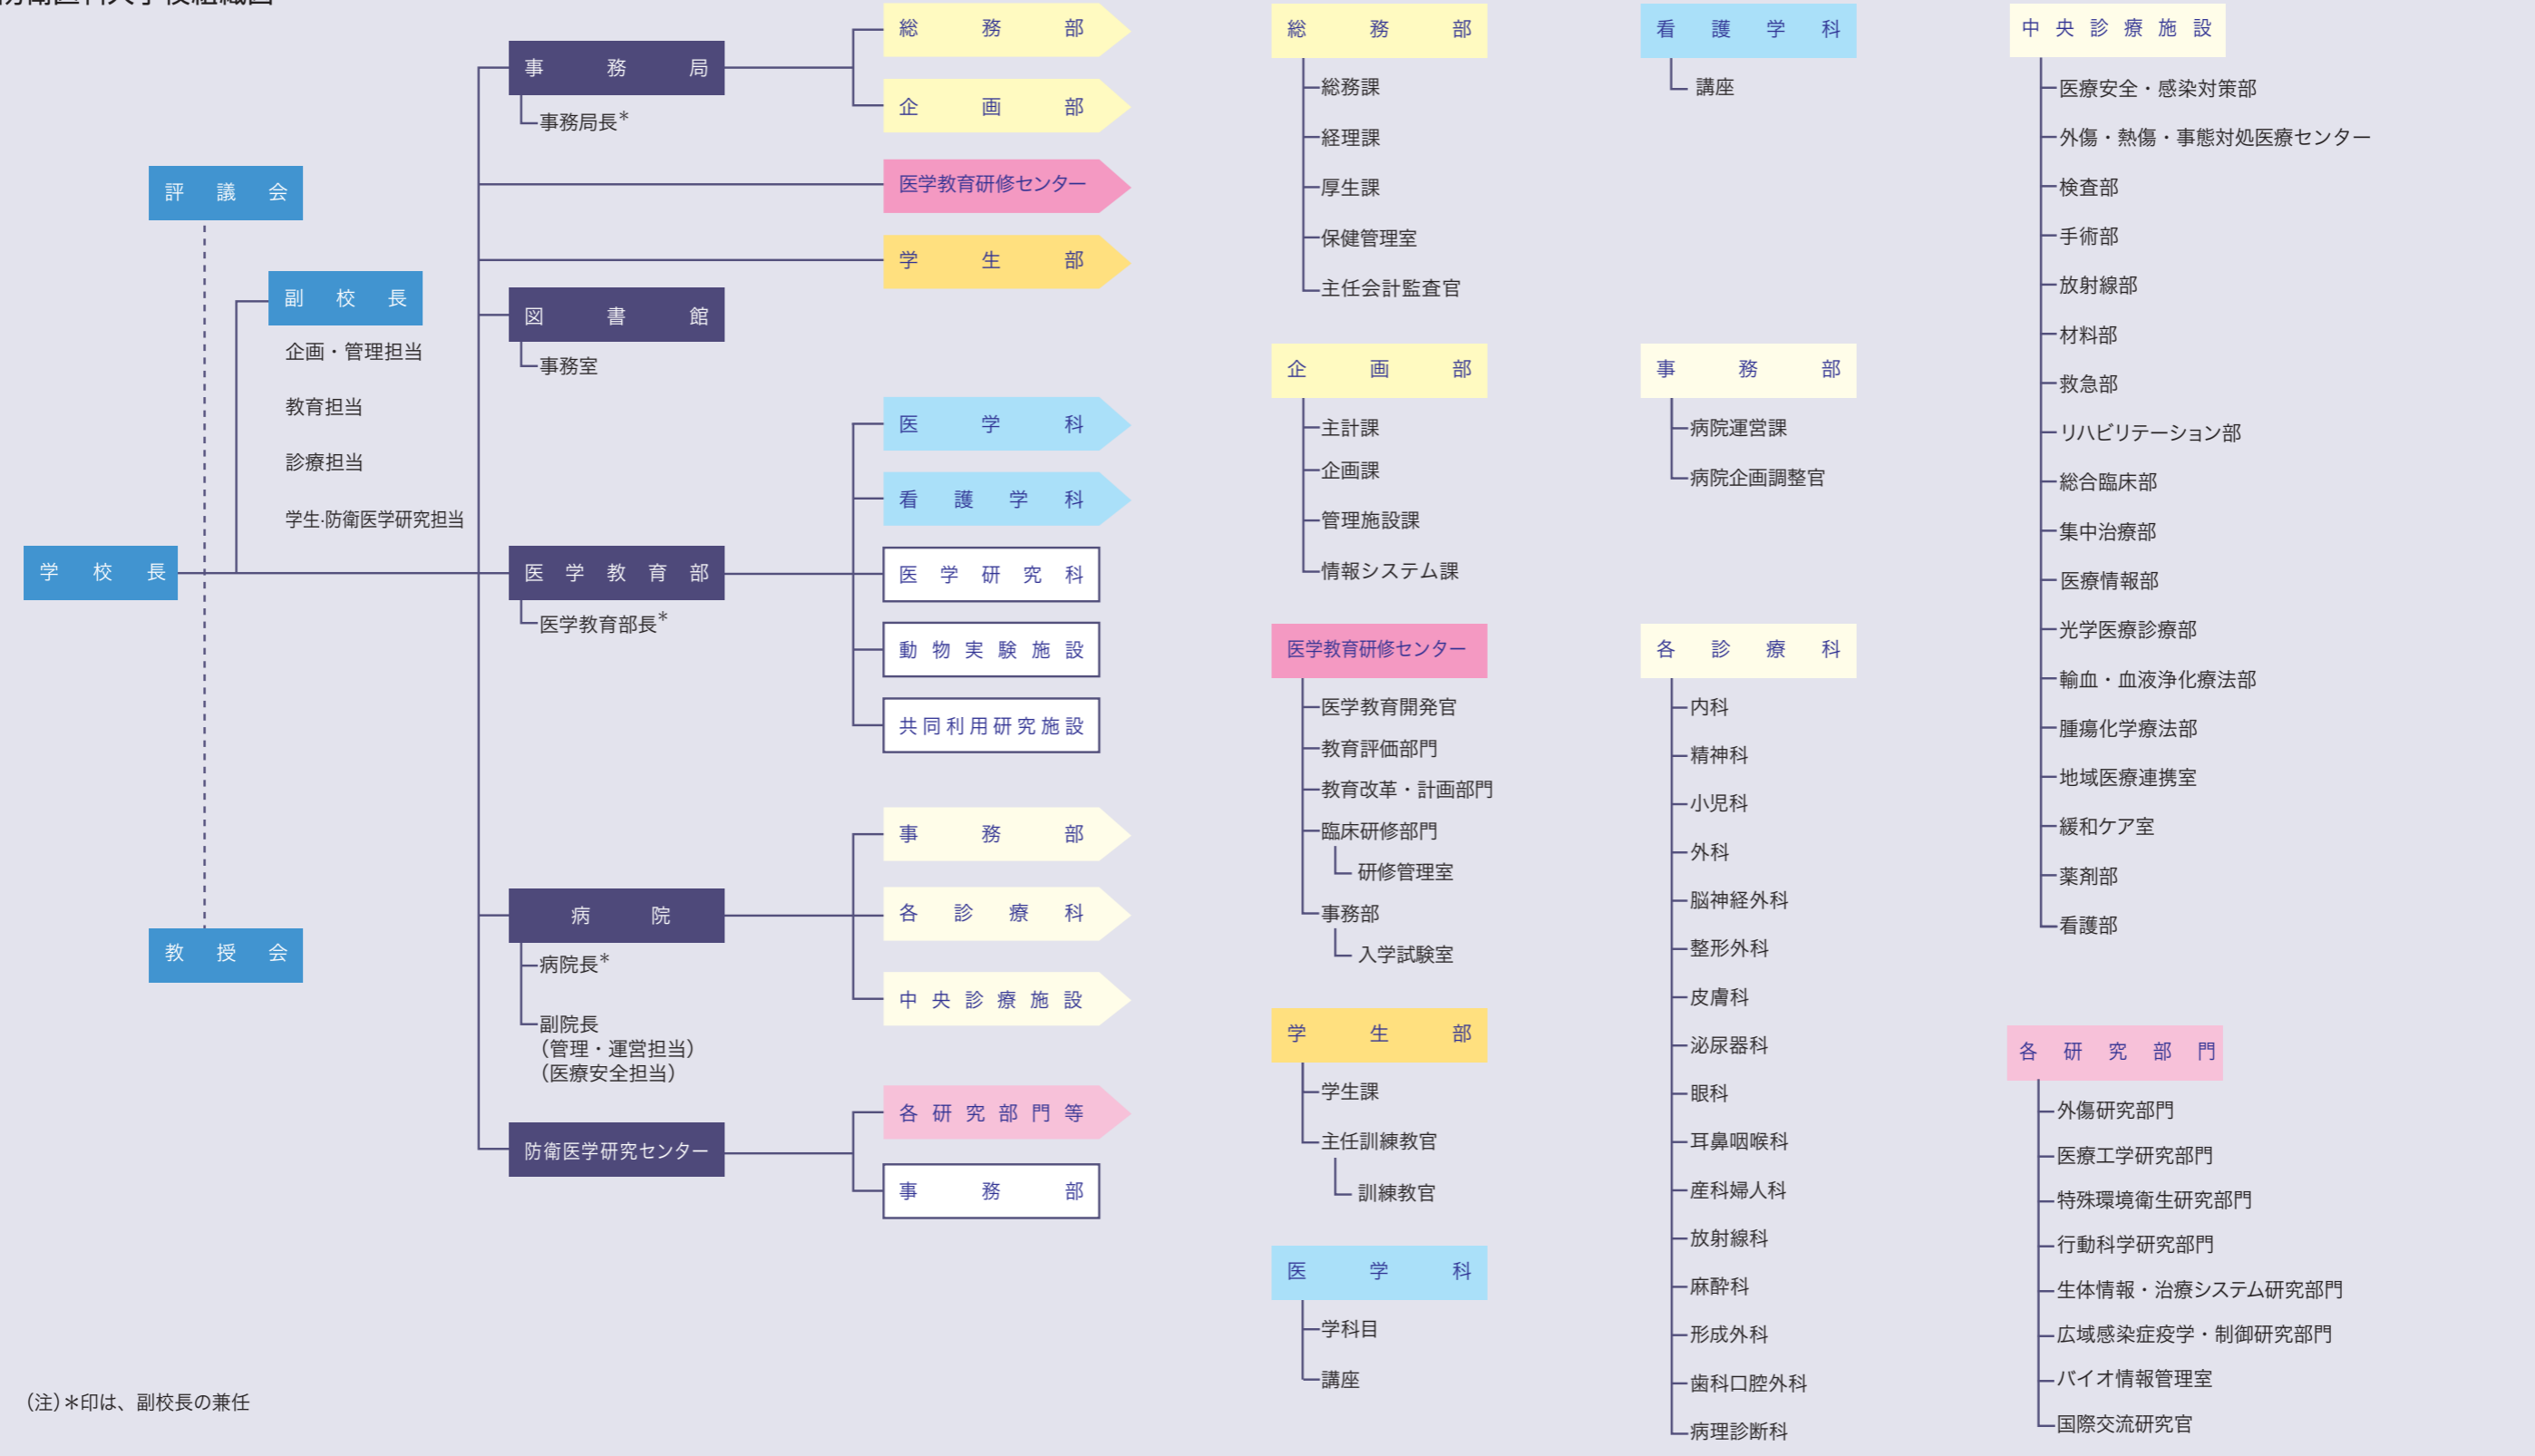 防衛医科大学校組織図
評議会
副校長
企画・管理担当
教育担当
診療担当
学生·防衛医学研究担当
学校長
教授会
事務局
事務局長＊
図書館
事務室
医学教育部
医学教育部長＊
病院
病院長＊
副院長
（管理・運営担当）
（医療安全担当）
防衛医学研究センター
総務部
企画部
医学教育研修センター
学生部
医学科
看護学科
医学研究科
動物実験施設
共同利用研究施設
事務部
各診療科
中央診療施設
各研究部門等
事務部
総務部
総務課
経理課
厚生課
保健管理室
主任会計監査官
企画部
主計課
企画課
管理施設課
情報システム課
医学教育研修センター
医学教育開発官
教育評価部門
教育改革・計画部門
臨床研修部門
研修管理室
事務部
入学試験室
学生部
学生課
主任訓練教官
訓練教官
医学科
学科目
講座
看護学科
講座
事務部
病院運営課
病院企画調整官
各診療科
内科
精神科
小児科
外科
脳神経外科
整形外科
皮膚科
泌尿器科
眼科
耳鼻咽喉科
産科婦人科
放射線科
麻酔科
形成外科
歯科口腔外科
病理診断科
中央診療施設
医療安全・感染対策部
外傷・熱傷・事態対処医療センター
検査部
手術部
放射線部
材料部
救急部
リハビリテーション部
総合臨床部
集中治療部
医療情報部
光学医療診療部
輸血・血液浄化療法部
腫瘍化学療法部
地域医療連携室
緩和ケア室
薬剤部
看護部
各研究部門
外傷研究部門
医療工学研究部門
特殊環境衛生研究部門
行動科学研究部門
生体情報・治療システム研究部門
広域感染症疫学・制御研究部門
バイオ情報管理室
国際交流研究官
（注）＊印は、副校長の兼任